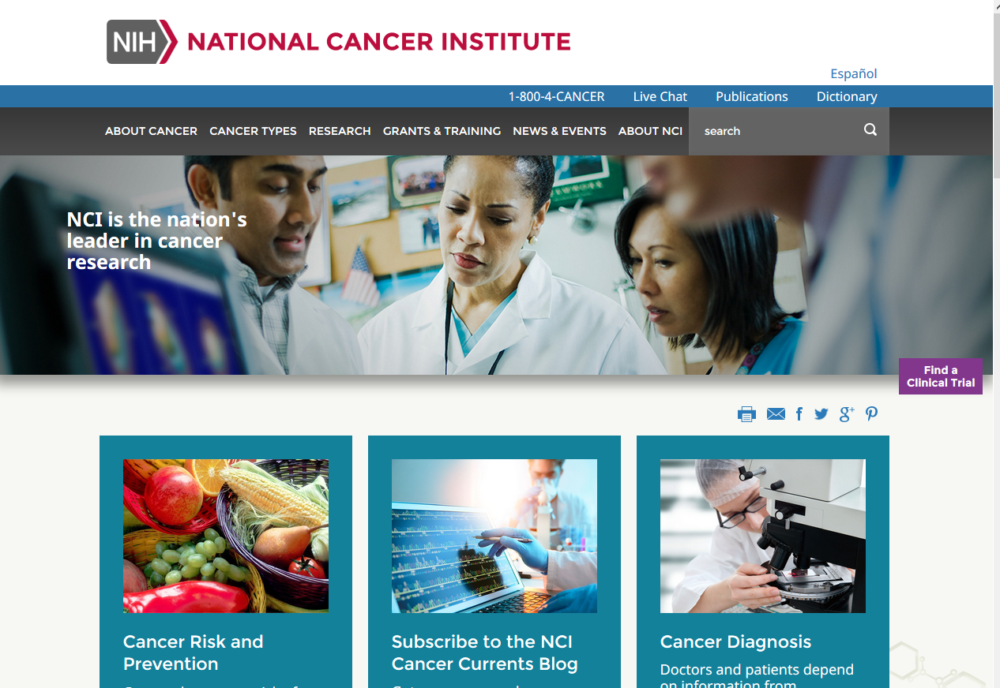 NIH NATIONAL CANCER INSTITUTE
Español
1-800-4-CANCER Live Chat Publications Dictionary
ABOUT CANCER CANCER TYPES RESEARCH GRANTS & TRAINING NEWS & EVENTS ABOUT NCI search
NCI is the nation's
leader in cancer
research
Find a
Clinical Trial
Cancer Risk and
Prevention
Subscribe to the NCI
Cancer Currents Blog
Cancer Diagnosis
Doctors and patients depend
on information from